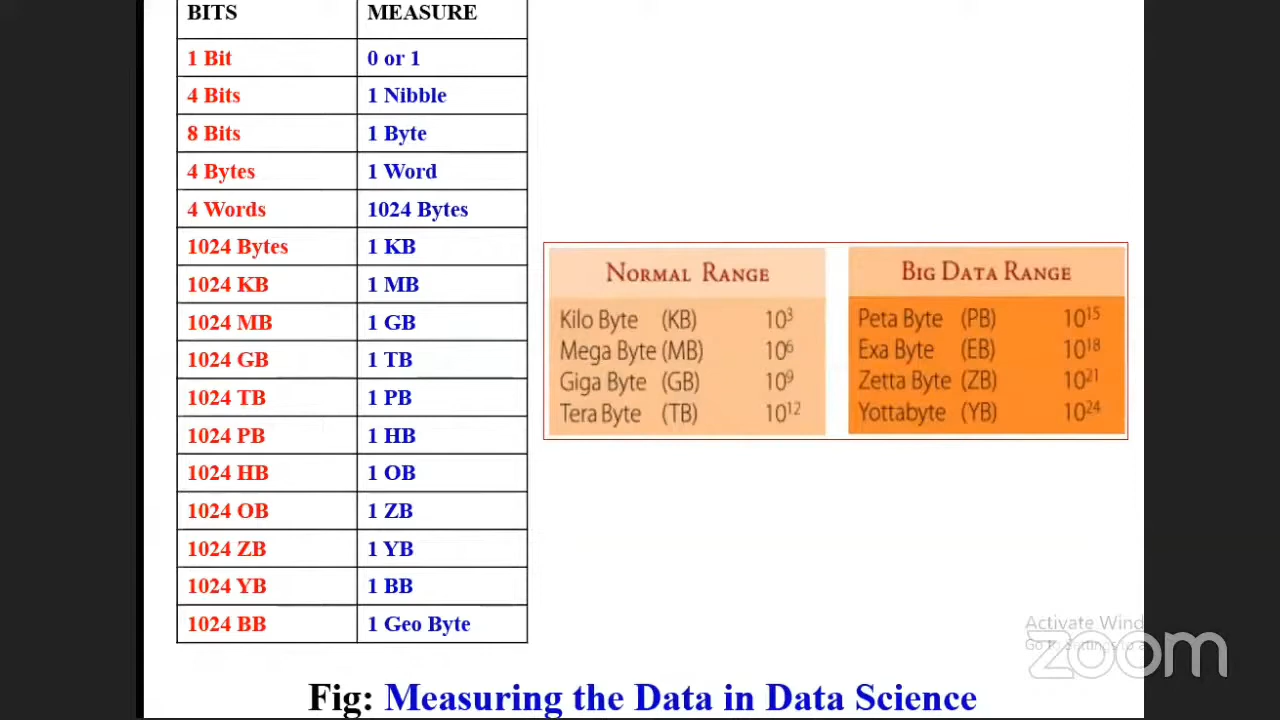 BITS MEASURE
1 Bit 0 or 1
4 Bits 1 Nibble
8 Bits 1 Byte
4 Bytes 1 Word
4 Words 1024 Bytes
1024 Bytes 1 KB
1024 KB 1 MB
1024 MB 1 GB
1024 GB 1 TB
1024 TB 1 PB
1024 PB 1 HB
1024 HB 1 OB
1024 OB 1 ZB
1024 ZB 1 YB
1024 YB 1 BB
1024 BB 1 Geo Byte
NORMAL RANGE
Kilo Byte (KB) 10³
Mega Byte (MB) 10⁶
Giga Byte (GB) 10⁹
Tera Byte (TB) 10¹²
BIG DATA RANGE
Peta Byte (PB) 10¹⁵
Exa Byte (EB) 10¹⁸
Zetta Byte (ZB) 10²¹
Yottabyte (YB) 10²⁴
Activate Wind
Go to Settings to a
zoom
Fig: Measuring the Data in Data Science